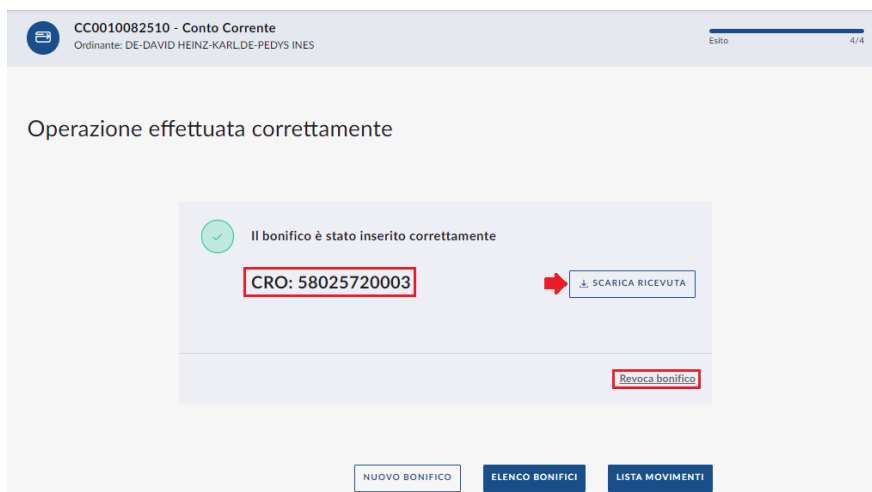 CC0010082510 - Conto Corrente
Ordinante: DE-DAVID HEINZ-KARL,DE-PEDYS INES
Esito 4/4
Operazione effettuata correttamente
Il bonifico è stato inserito correttamente
CRO: 58025720003
SCARICA RICEVUTA
Revoca bonifico
NUOVO BONIFICO ELENCO BONIFICI LISTA MOVIMENTI